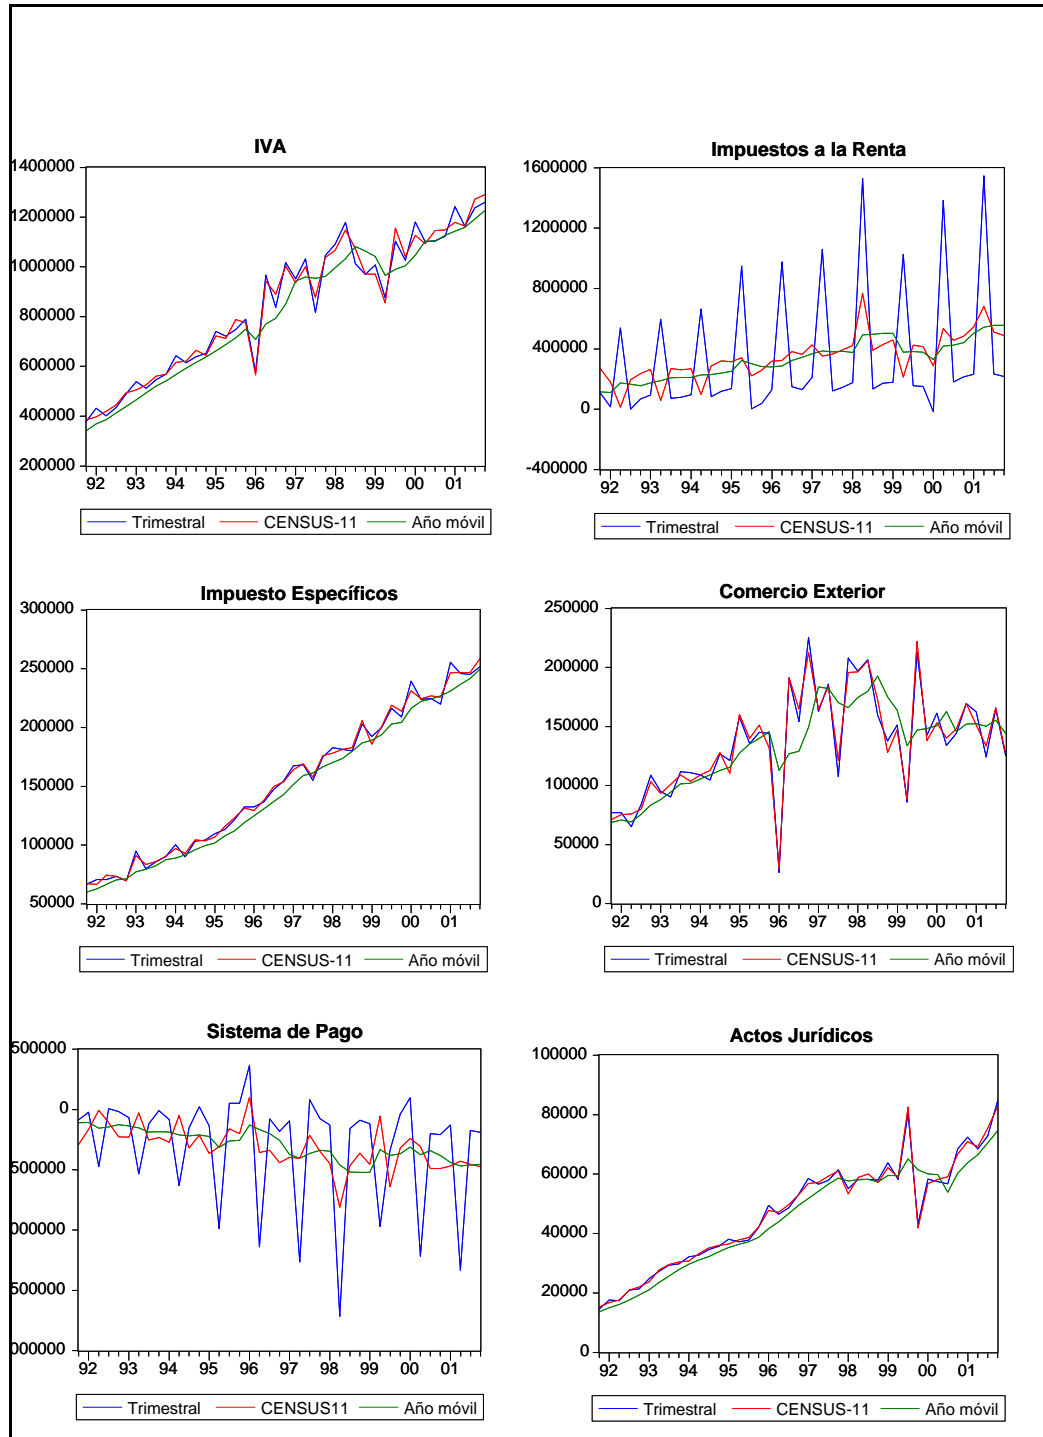 IVA
1400000
1200000
1000000
800000
600000
400000
200000
92 93 94 95 96 97 98 99 00 01
Trimestral CENSUS-11 Año móvil
Impuestos a la Renta
1600000
1200000
800000
400000
0
-400000
92 93 94 95 96 97 98 99 00 01
Trimestral CENSUS-11 Año móvil
Impuesto Específicos
300000
250000
200000
150000
100000
50000
92 93 94 95 96 97 98 99 00 01
Trimestral CENSUS-11 Año móvil
Comercio Exterior
250000
200000
150000
100000
50000
0
92 93 94 95 96 97 98 99 00 01
Trimestral CENSUS-11 Año móvil
Sistema de Pago
500000
0
500000
000000
500000
000000
92 93 94 95 96 97 98 99 00 01
Trimestral CENSUS11 Año móvil
Actos Jurídicos
100000
80000
60000
40000
20000
0
92 93 94 95 96 97 98 99 00 01
Trimestral CENSUS-11 Año móvil